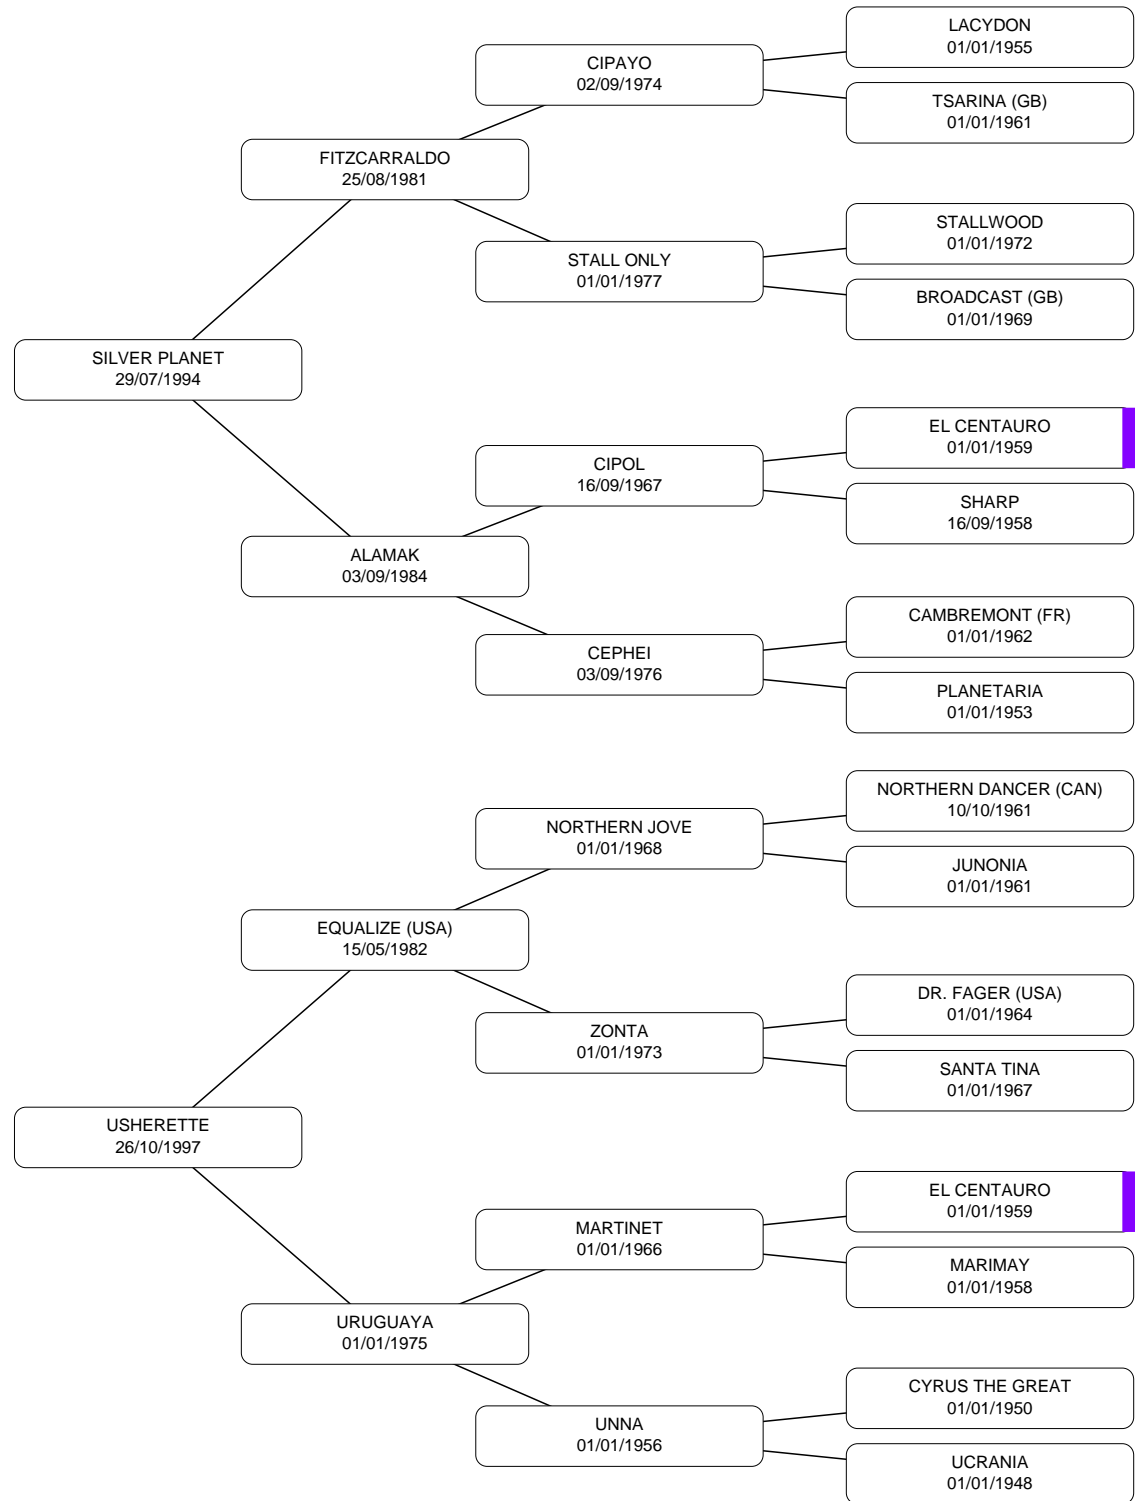 LACYDON
01/01/1955
CIPAYO
02/09/1974
TSARINA (GB)
01/01/1961
FITZCARRALDO
25/08/1981
STALLWOOD
01/01/1972
STALL ONLY
01/01/1977
BROADCAST (GB)
01/01/1969
SILVER PLANET
29/07/1994
EL CENTAURO
01/01/1959
CIPOL
16/09/1967
SHARP
16/09/1958
ALAMAK
03/09/1984
CAMBREMONT (FR)
01/01/1962
CEPHEI
03/09/1976
PLANETARIA
01/01/1953
NORTHERN DANCER (CAN)
10/10/1961
NORTHERN JOVE
01/01/1968
JUNONIA
01/01/1961
EQUALIZE (USA)
15/05/1982
DR. FAGER (USA)
01/01/1964
ZONTA
01/01/1973
SANTA TINA
01/01/1967
USHERETTE
26/10/1997
EL CENTAURO
01/01/1959
MARTINET
01/01/1966
MARIMAY
01/01/1958
URUGUAYA
01/01/1975
CYRUS THE GREAT
01/01/1950
UNNA
01/01/1956
UCRANIA
01/01/1948